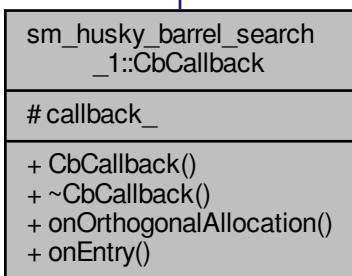 sm_husky_barrel_search
_1::CbCallback
# callback_
+ CbCallback()
+ ~CbCallback()
+ onOrthogonalAllocation()
+ onEntry()